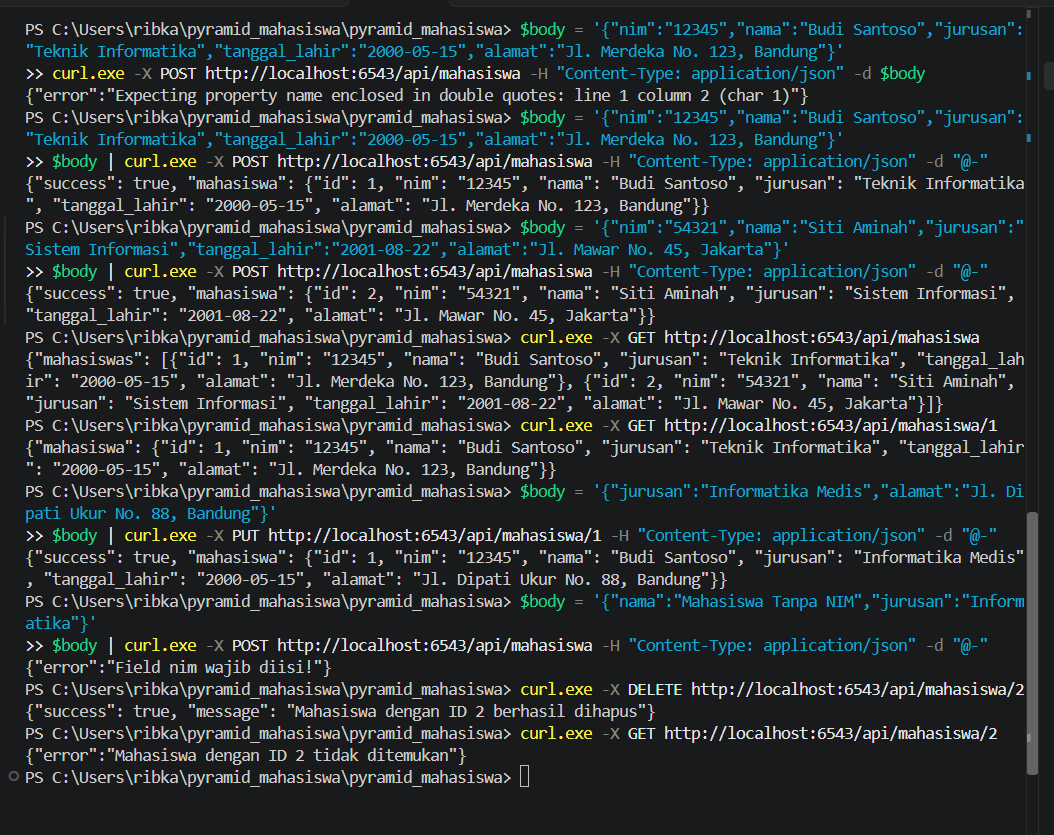 PS C:\Users\ribka\pyramid_mahasiswa\pyramid_mahasiswa> $body = '{"nim":"12345","nama":"Budi Santoso","jurusan":
"Teknik Informatika","tanggal_lahir":"2000-05-15","alamat":"Jl. Merdeka No. 123, Bandung"}'
>> curl.exe -X POST http://localhost:6543/api/mahasiswa -H "Content-Type: application/json" -d $body
{"error":"Expecting property name enclosed in double quotes: line 1 column 2 (char 1)"}
PS C:\Users\ribka\pyramid_mahasiswa\pyramid_mahasiswa> $body = '{"nim":"12345","nama":"Budi Santoso","jurusan":
"Teknik Informatika","tanggal_lahir":"2000-05-15","alamat":"Jl. Merdeka No. 123, Bandung"}'
>> $body | curl.exe -X POST http://localhost:6543/api/mahasiswa -H "Content-Type: application/json" -d "@-"
{"success": true, "mahasiswa": {"id": 1, "nim": "12345", "nama": "Budi Santoso", "jurusan": "Teknik Informatika
", "tanggal_lahir": "2000-05-15", "alamat": "Jl. Merdeka No. 123, Bandung"}}
PS C:\Users\ribka\pyramid_mahasiswa\pyramid_mahasiswa> $body = '{"nim":"54321","nama":"Siti Aminah","jurusan":"
Sistem Informasi","tanggal_lahir":"2001-08-22","alamat":"Jl. Mawar No. 45, Jakarta"}'
>> $body | curl.exe -X POST http://localhost:6543/api/mahasiswa -H "Content-Type: application/json" -d "@-"
{"success": true, "mahasiswa": {"id": 2, "nim": "54321", "nama": "Siti Aminah", "jurusan": "Sistem Informasi",
"tanggal_lahir": "2001-08-22", "alamat": "Jl. Mawar No. 45, Jakarta"}}
PS C:\Users\ribka\pyramid_mahasiswa\pyramid_mahasiswa> curl.exe -X GET http://localhost:6543/api/mahasiswa
{"mahasiswas": [{"id": 1, "nim": "12345", "nama": "Budi Santoso", "jurusan": "Teknik Informatika", "tanggal_lah
ir": "2000-05-15", "alamat": "Jl. Merdeka No. 123, Bandung"}, {"id": 2, "nim": "54321", "nama": "Siti Aminah",
"jurusan": "Sistem Informasi", "tanggal_lahir": "2001-08-22", "alamat": "Jl. Mawar No. 45, Jakarta"}]}
PS C:\Users\ribka\pyramid_mahasiswa\pyramid_mahasiswa> curl.exe -X GET http://localhost:6543/api/mahasiswa/1
{"mahasiswa": {"id": 1, "nim": "12345", "nama": "Budi Santoso", "jurusan": "Teknik Informatika", "tanggal_lahir
": "2000-05-15", "alamat": "Jl. Merdeka No. 123, Bandung"}}
PS C:\Users\ribka\pyramid_mahasiswa\pyramid_mahasiswa> $body = '{"jurusan":"Informatika Medis","alamat":"Jl. Di
pati Ukur No. 88, Bandung"}'
>> $body | curl.exe -X PUT http://localhost:6543/api/mahasiswa/1 -H "Content-Type: application/json" -d "@-"
{"success": true, "mahasiswa": {"id": 1, "nim": "12345", "nama": "Budi Santoso", "jurusan": "Informatika Medis"
, "tanggal_lahir": "2000-05-15", "alamat": "Jl. Dipati Ukur No. 88, Bandung"}}
PS C:\Users\ribka\pyramid_mahasiswa\pyramid_mahasiswa> $body = '{"nama":"Mahasiswa Tanpa NIM","jurusan":"Inform
atika"}'
>> $body | curl.exe -X POST http://localhost:6543/api/mahasiswa -H "Content-Type: application/json" -d "@-"
{"error":"Field nim wajib diisi!"}
PS C:\Users\ribka\pyramid_mahasiswa\pyramid_mahasiswa> curl.exe -X DELETE http://localhost:6543/api/mahasiswa/2
{"success": true, "message": "Mahasiswa dengan ID 2 berhasil dihapus"}
PS C:\Users\ribka\pyramid_mahasiswa\pyramid_mahasiswa> curl.exe -X GET http://localhost:6543/api/mahasiswa/2
{"error":"Mahasiswa dengan ID 2 tidak ditemukan"}
PS C:\Users\ribka\pyramid_mahasiswa\pyramid_mahasiswa>